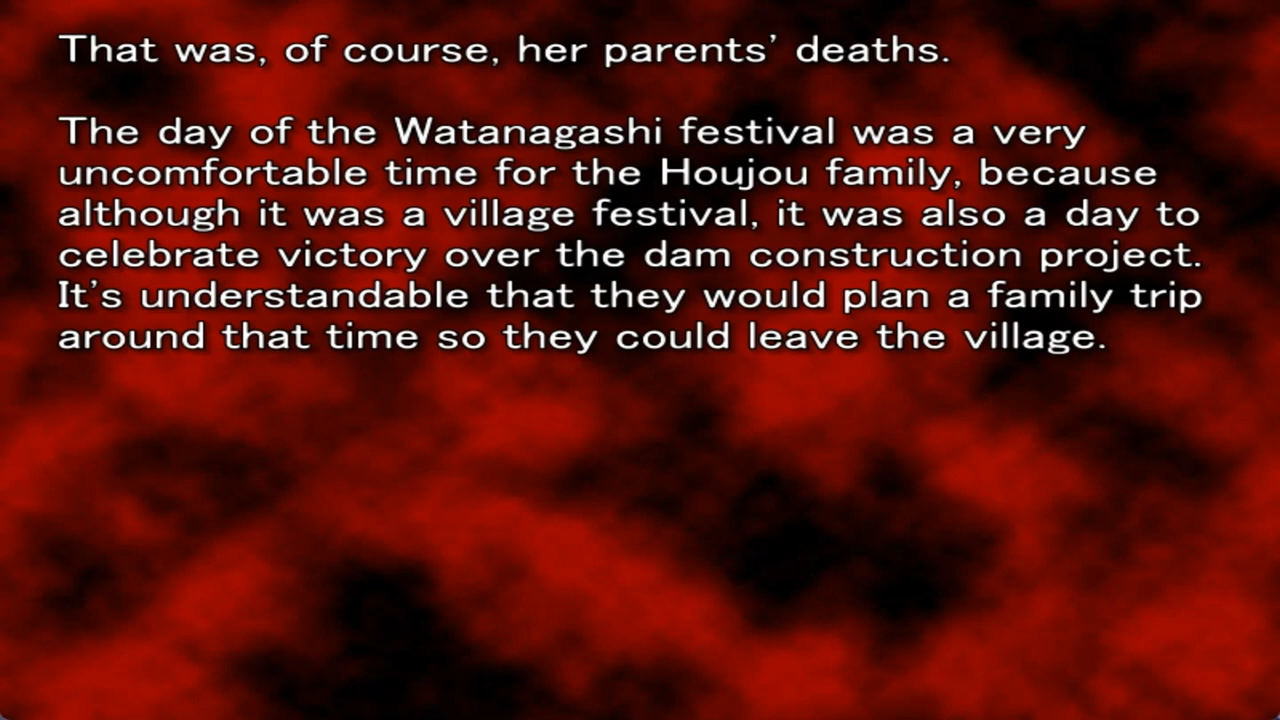 That was, of course, her parents’ deaths.
The day of the Watanagashi festival was a very
uncomfortable time for the Houjou family, because
although it was a village festival, it was also a day to
celebrate victory over the dam construction project.
It’s understandable that they would plan a family trip
around that time so they could leave the village.